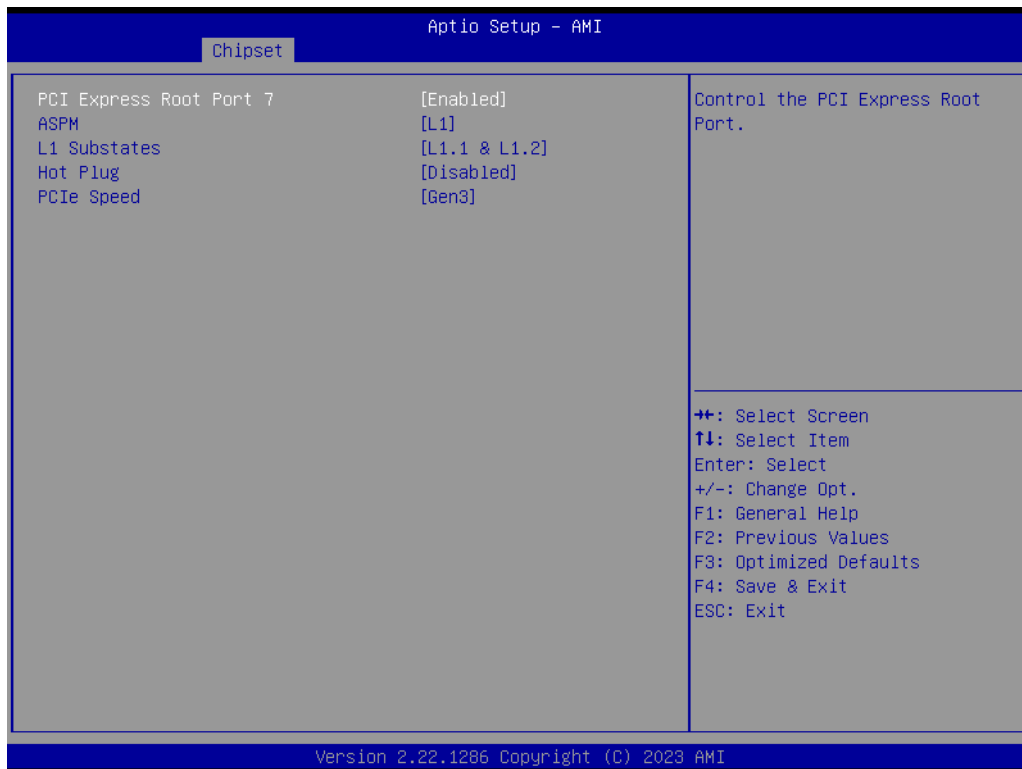 Aptio Setup – AMI
Chipset
PCI Express Root Port 7 [Enabled]
ASPM [L1]
L1 Substates [L1.1 & L1.2]
Hot Plug [Disabled]
PCIe Speed [Gen3]
Control the PCI Express Root
Port.
→←: Select Screen
↑↓: Select Item
Enter: Select
+/-: Change Opt.
F1: General Help
F2: Previous Values
F3: Optimized Defaults
F4: Save & Exit
ESC: Exit
Version 2.22.1286 Copyright (C) 2023 AMI